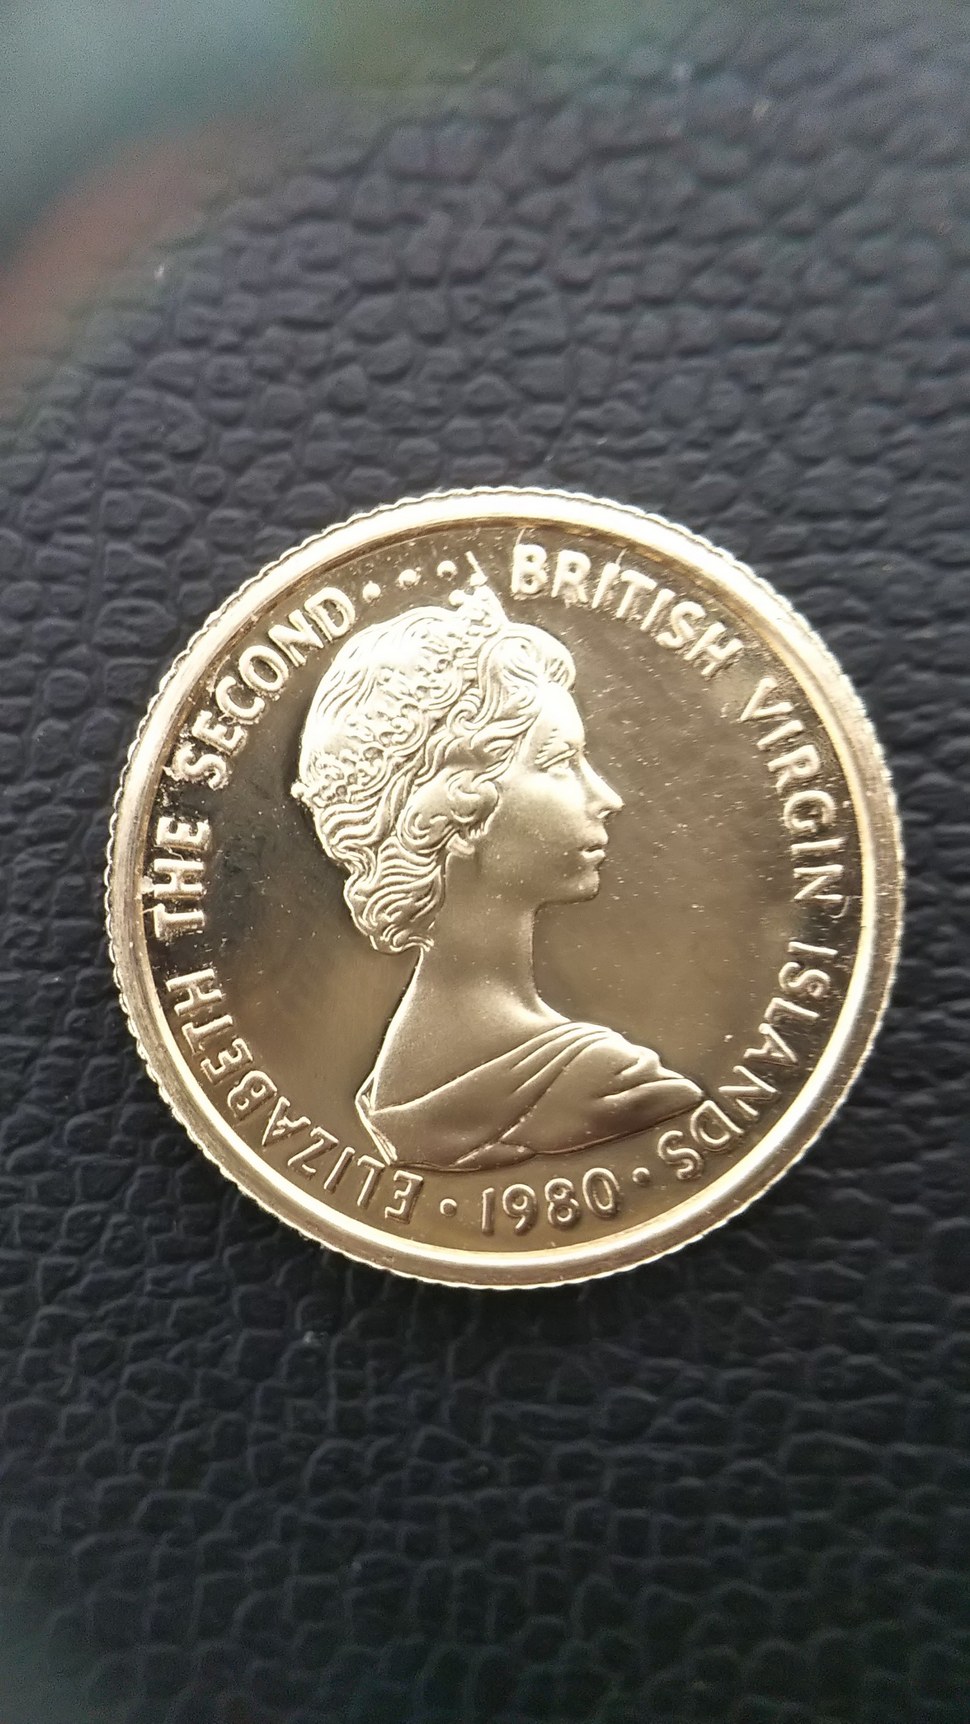 ELIZABETH THE SECOND · · · · BRITISH VIRGIN ISLANDS
· 1980 ·